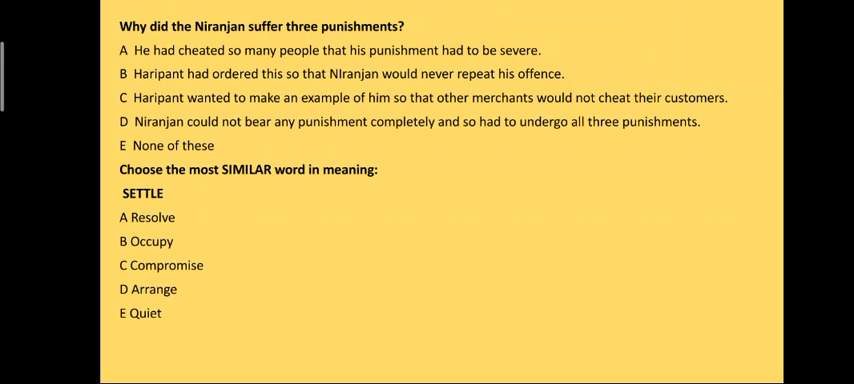 Why did the Niranjan suffer three punishments?
A He had cheated so many people that his punishment had to be severe.
B Haripant had ordered this so that NIranjan would never repeat his offence.
C Haripant wanted to make an example of him so that other merchants would not cheat their customers.
D Niranjan could not bear any punishment completely and so had to undergo all three punishments.
E None of these
Choose the most SIMILAR word in meaning:
SETTLE
A Resolve
B Occupy
C Compromise
D Arrange
E Quiet